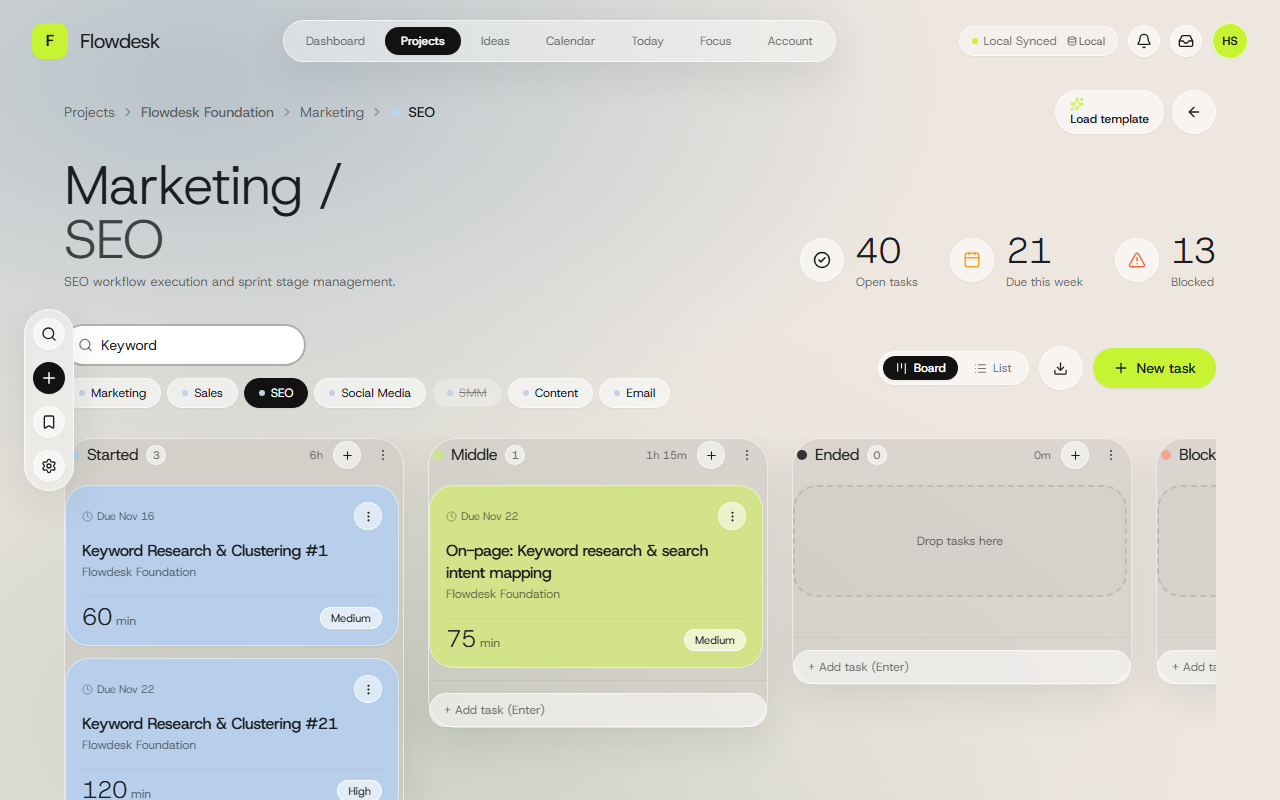 F Flowdesk
Dashboard Projects Ideas Calendar Today Focus Account
Local Synced Local
HS
Projects > Flowdesk Foundation > Marketing > SEO
Load template
Marketing /
SEO
SEO workflow execution and sprint stage management.
40
Open tasks
21
Due this week
13
Blocked
Keyword
Marketing Sales SEO Social Media SMM Content Email
Board List
New task
Started 3 6h
Due Nov 16
Keyword Research & Clustering #1
Flowdesk Foundation
60 min Medium
Due Nov 22
Keyword Research & Clustering #21
Flowdesk Foundation
120 min High
Middle 1 1h 15m
Due Nov 22
On-page: Keyword research & search
intent mapping
Flowdesk Foundation
75 min Medium
+ Add task (Enter)
Ended 0 0m
Drop tasks here
+ Add task (Enter)
Block
+ Add ta